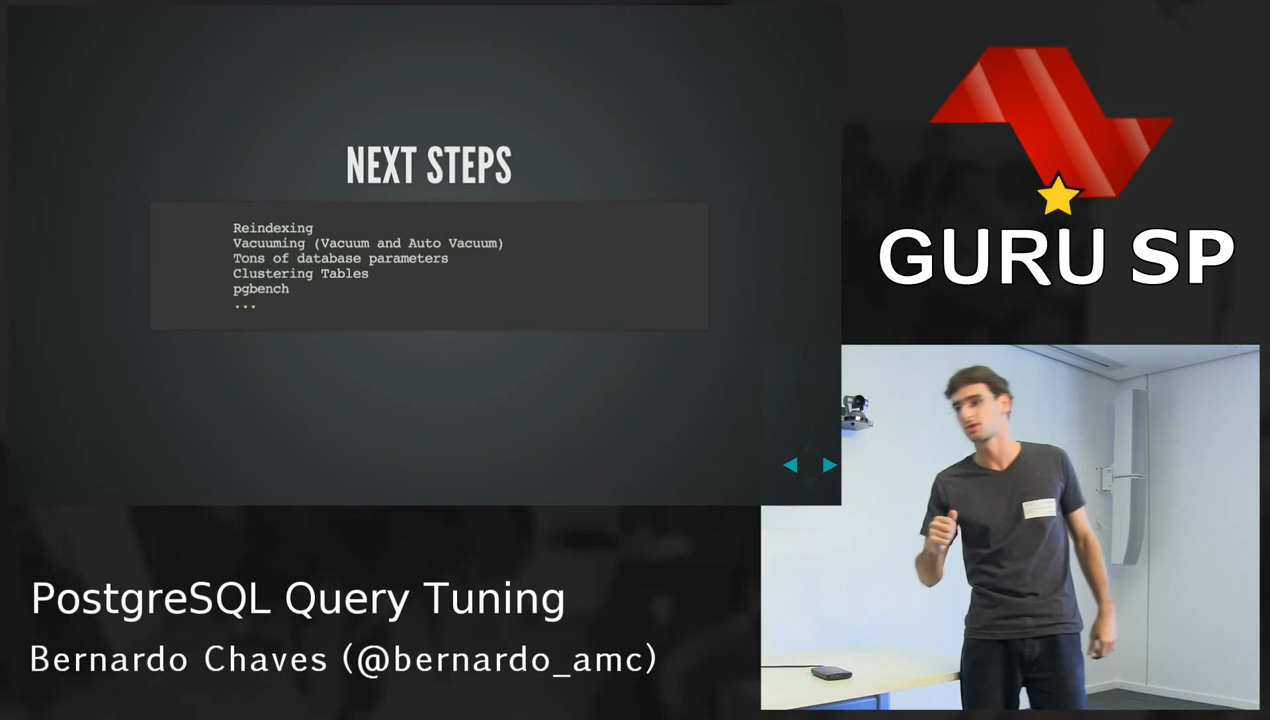 NEXT STEPS
Reindexing
Vacuuming (Vacuum and Auto Vacuum)
Tons of database parameters
Clustering Tables
pgbench
...
GURU SP
PostgreSQL Query Tuning
Bernardo Chaves (@bernardo_amc)